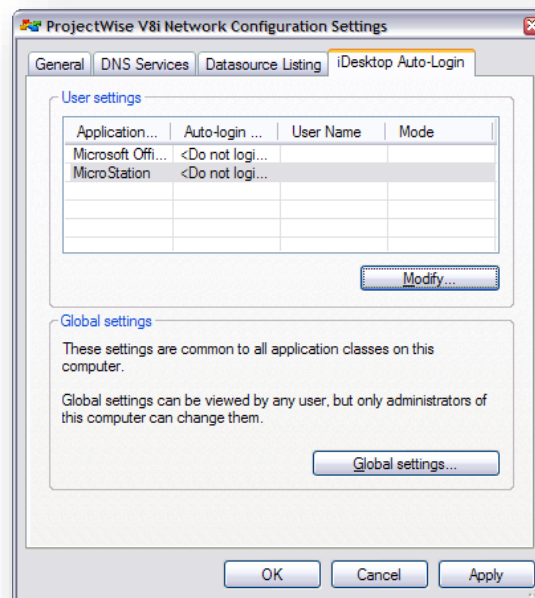 ProjectWise V8i Network Configuration Settings
General DNS Services Datasource Listing iDesktop Auto-Login
User settings
Application... Auto-login ... User Name Mode
Microsoft Offi... <Do not logi...
MicroStation <Do not logi...
Modify...
Global settings
These settings are common to all application classes on this
computer.
Global settings can be viewed by any user, but only administrators of
this computer can change them.
Global settings...
OK Cancel Apply